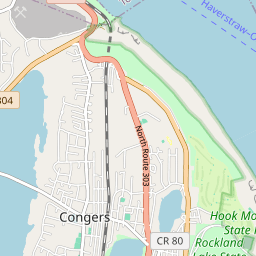 Haverstraw-O
304
North Route 303
Hook Mo
State P
Congers
CR 80
Rockland
Lake State